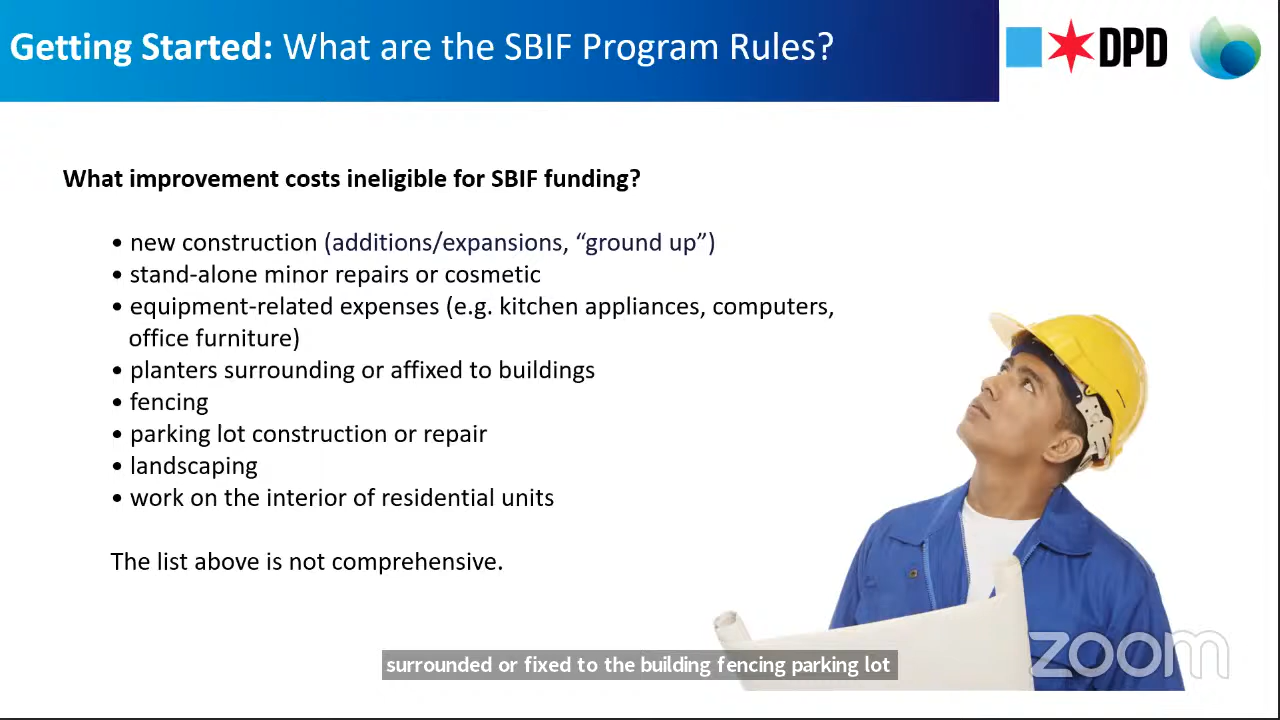 Getting Started: What are the SBIF Program Rules?
DPD
What improvement costs ineligible for SBIF funding?
• new construction (additions/expansions, “ground up”)
• stand-alone minor repairs or cosmetic
• equipment-related expenses (e.g. kitchen appliances, computers,
office furniture)
• planters surrounding or affixed to buildings
• fencing
• parking lot construction or repair
• landscaping
• work on the interior of residential units
The list above is not comprehensive.
surrounded or fixed to the building fencing parking lot
zoom